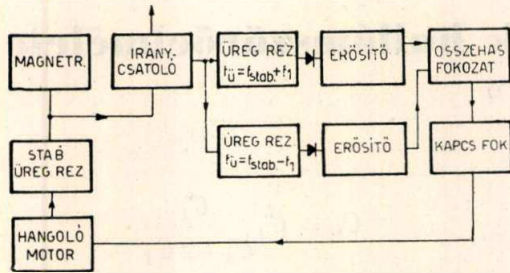 MAGNETR.
IRÁNY,
CSATOLÓ
ÜREG REZ
fü=fstab.+f1
ERŐSÍTŐ
ÖSSZEHAS
FOKOZAT
ÜREG REZ
fü=fstab.-f1
ERŐSÍTŐ
KAPCS FOK
STAB
ÜREG REZ
HANGOLÓ
MOTOR